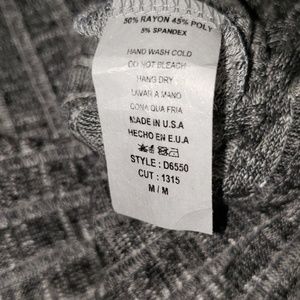 50% RAYON 45% POLY
5% SPANDEX
HAND WASH COLD
DO NOT BLEACH
HANG DRY
LAVAR A MANO
CON AQUA FRIA
MADE IN U.S.A
HECHO EN E.U.A
STYLE : D6550
CUT : 1315
M / M